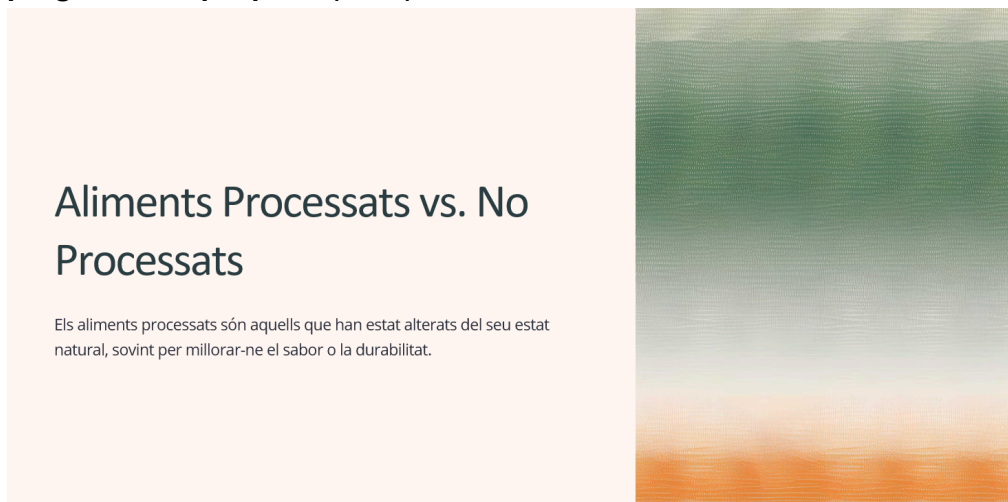 Aliments Processats vs. No
Processats
Els aliments processats són aquells que han estat alterats del seu estat
natural, sovint per millorar-ne el sabor o la durabilitat.